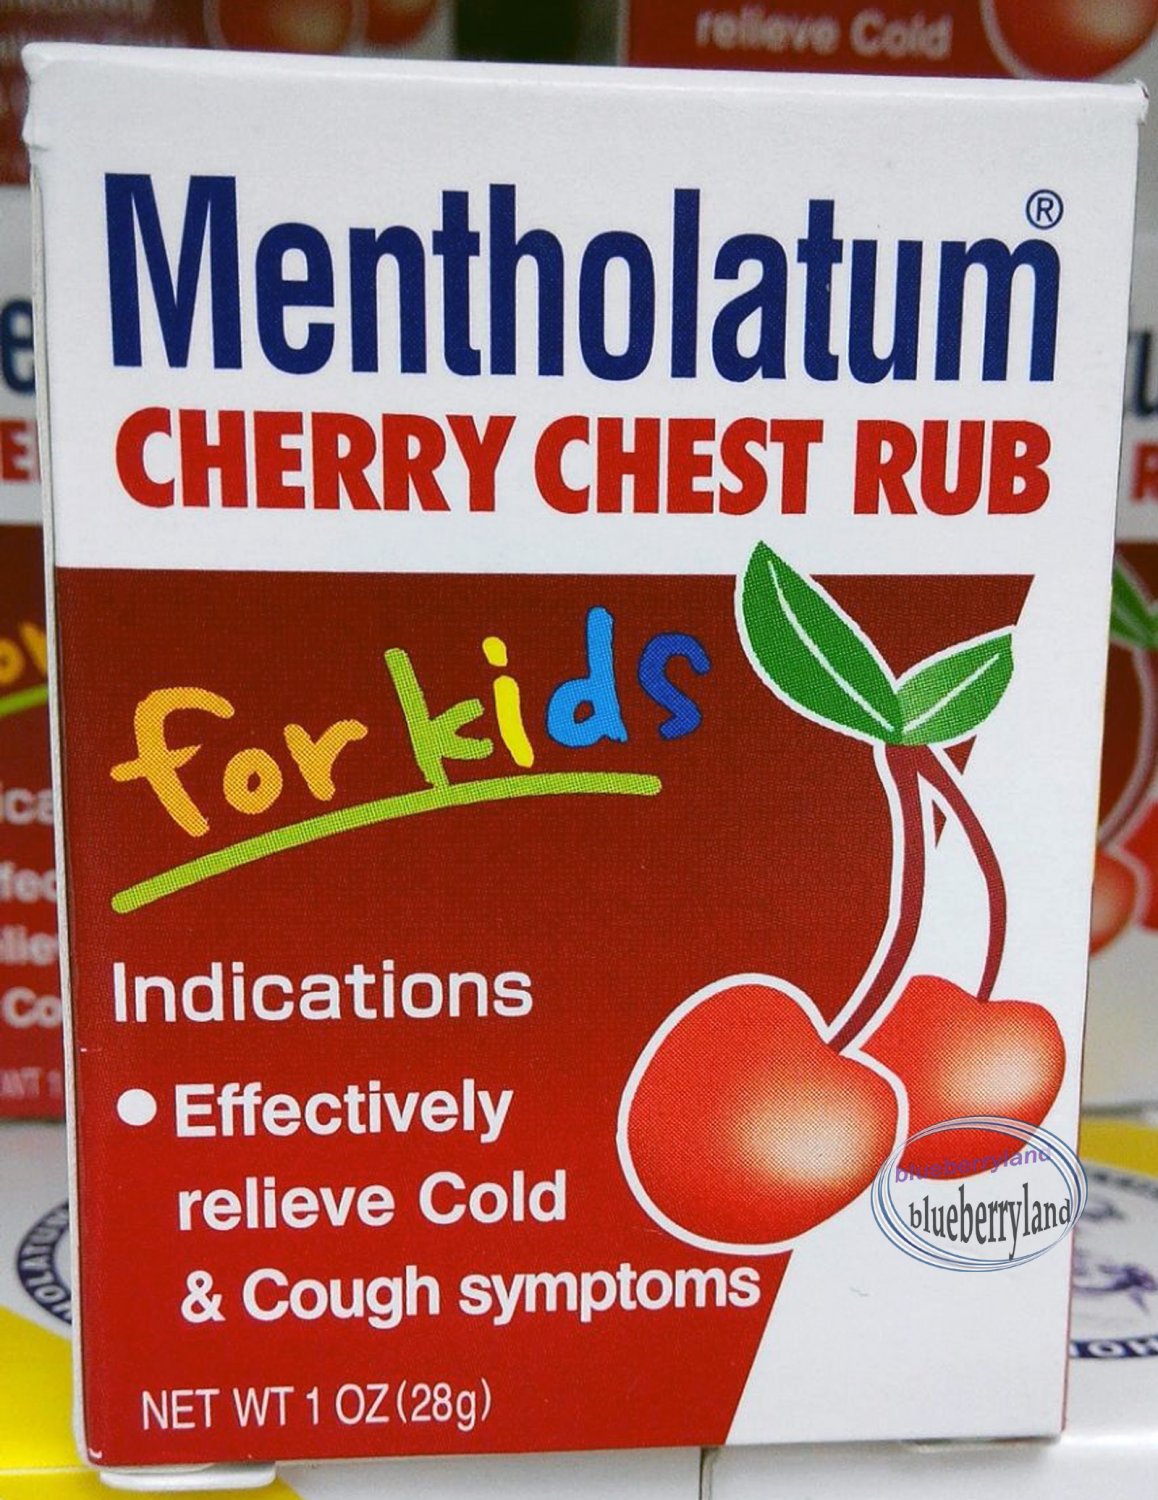 relieve Cold
Mentholatum®
CHERRY CHEST RUB
for kids
Indications
• Effectively
relieve Cold
& Cough symptoms
NET WT 1 OZ (28g)
blueberryland
blueberryland